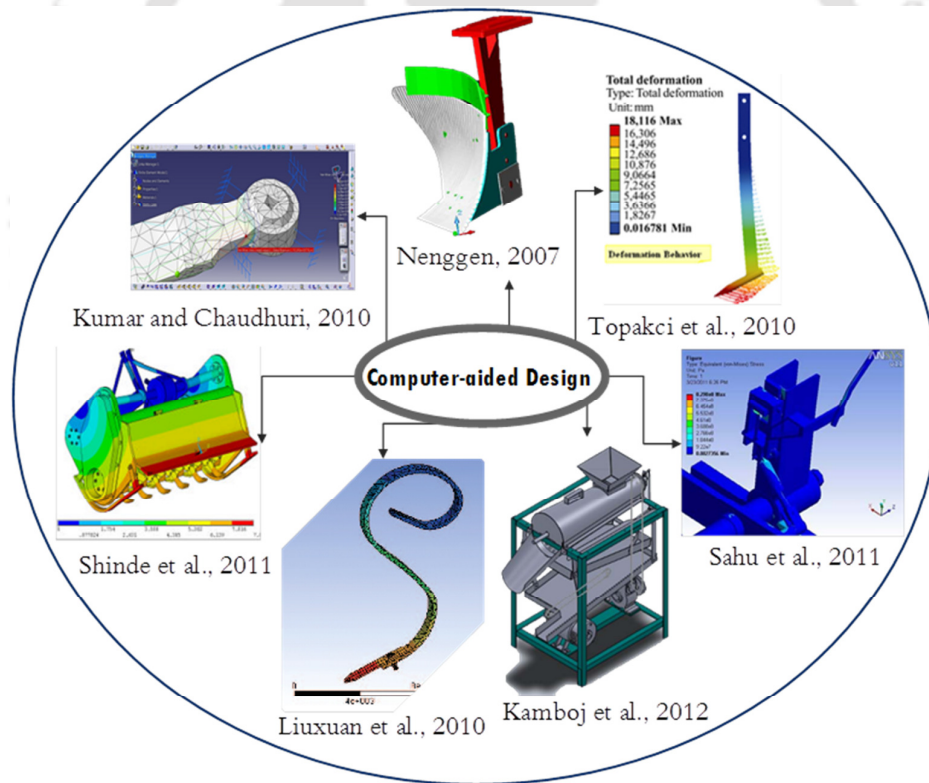 Total deformation
Type: Total deformation
Unit: mm
18,116 Max
16,306
14,496
12,686
10,876
9,0664
7,2565
5,4465
3,6366
1,8267
0.016781 Min
Deformation Behavior
Nenggen, 2007
Kumar and Chaudhuri, 2010
Topakci et al., 2010
Computer-aided Design
Shinde et al., 2011
Sahu et al., 2011
Liuxuan et al., 2010
Kamboj et al., 2012
4e+003